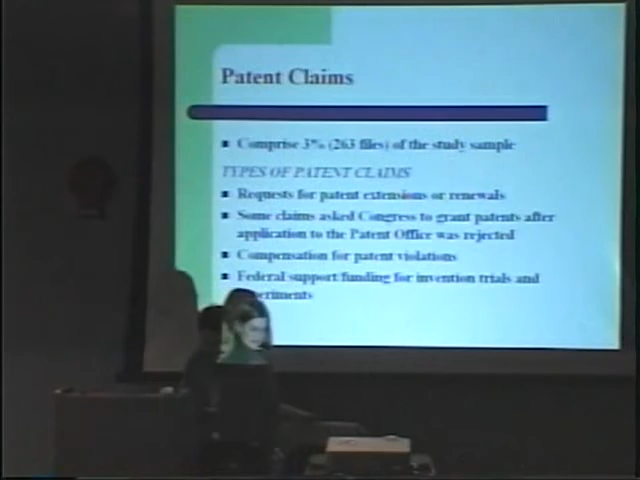 Patent Claims
Comprise 3% (263 files) of the study sample
TYPES OF PATENT CLAIMS
Requests for patent extensions or renewals
Some claims asked Congress to grant patents after
application to the Patent Office was rejected
Compensation for patent violations
Federal support/funding for invention trials and